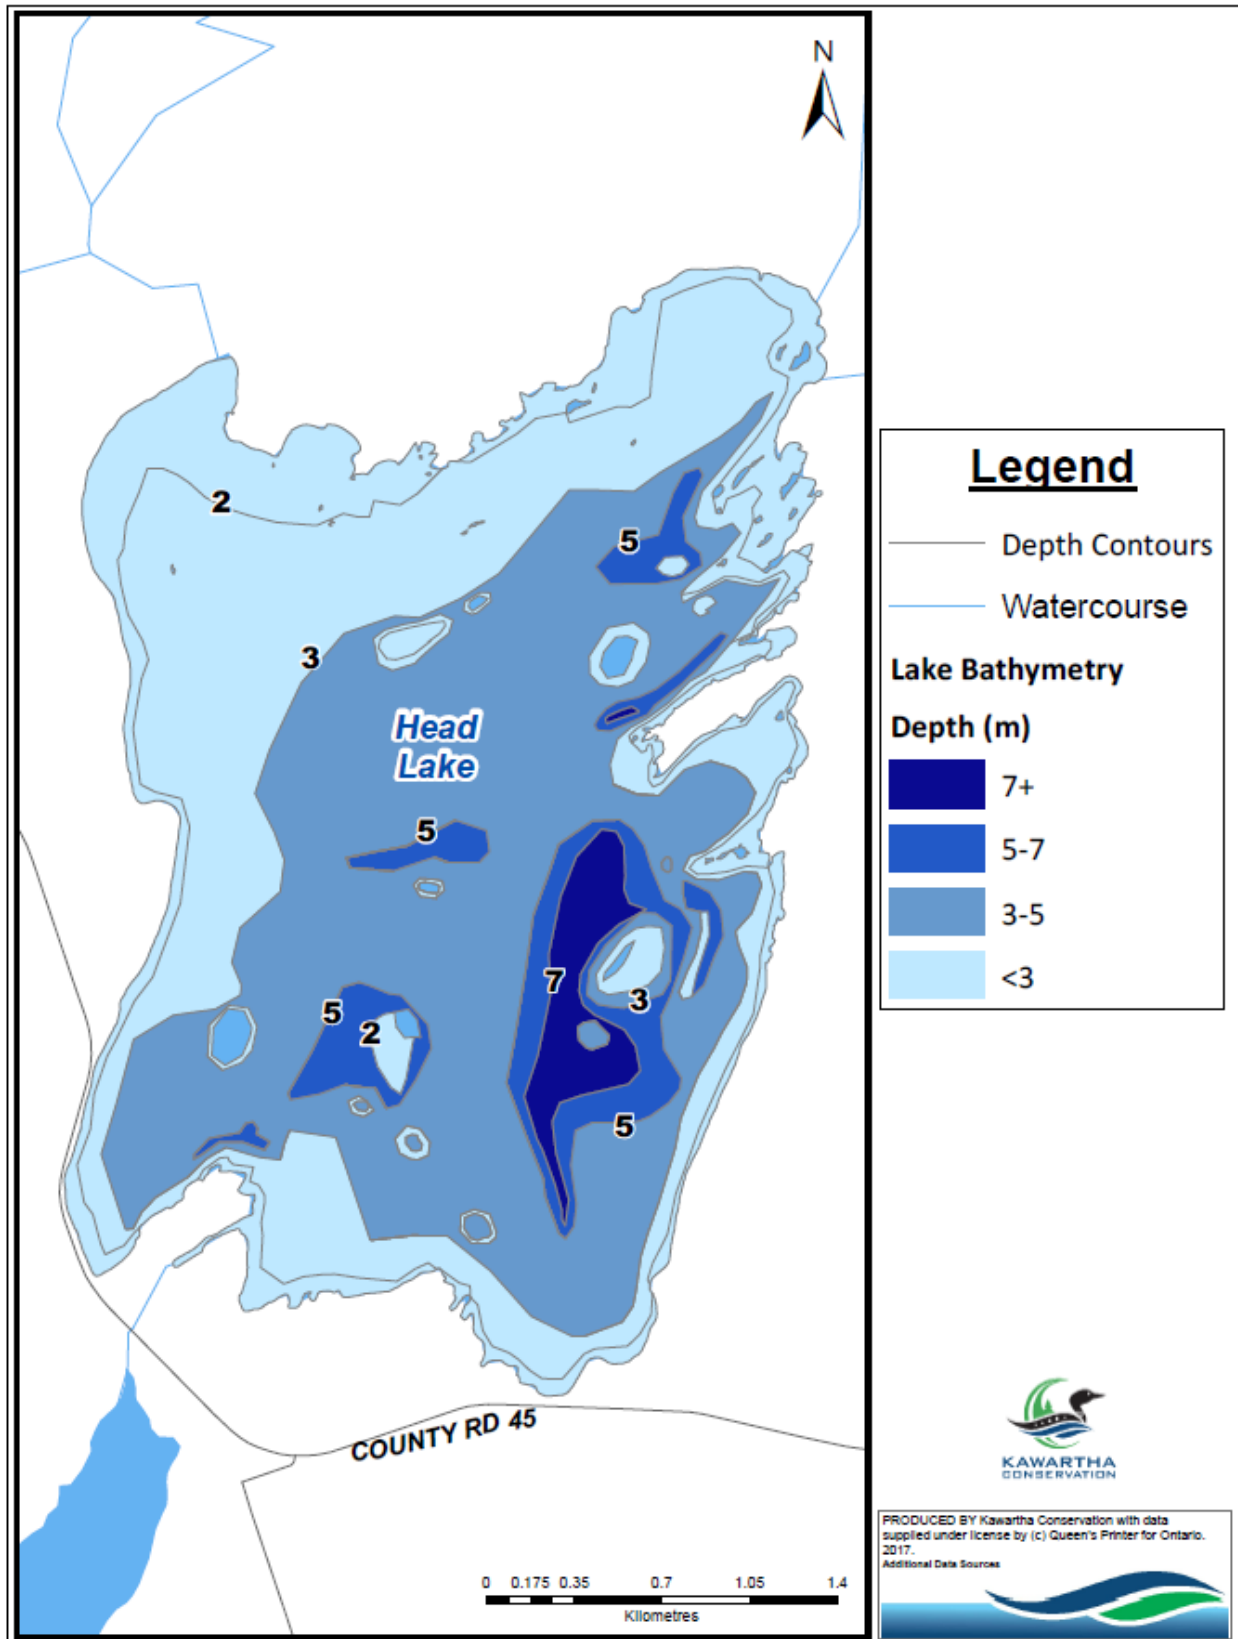 N
2
5
3
Head
Lake
5
7
3
5
2
5
COUNTY RD 45
0 0.175 0.35 0.7 1.05 1.4
Kilometres
Legend
Depth Contours
Watercourse
Lake Bathymetry
Depth (m)
7+
5-7
3-5
<3
KAWARTHA
CONSERVATION
PRODUCED BY Kawartha Conservation with data
supplied under license by (c) Queen's Printer for Ontario.
2017.
Additional Data Sources